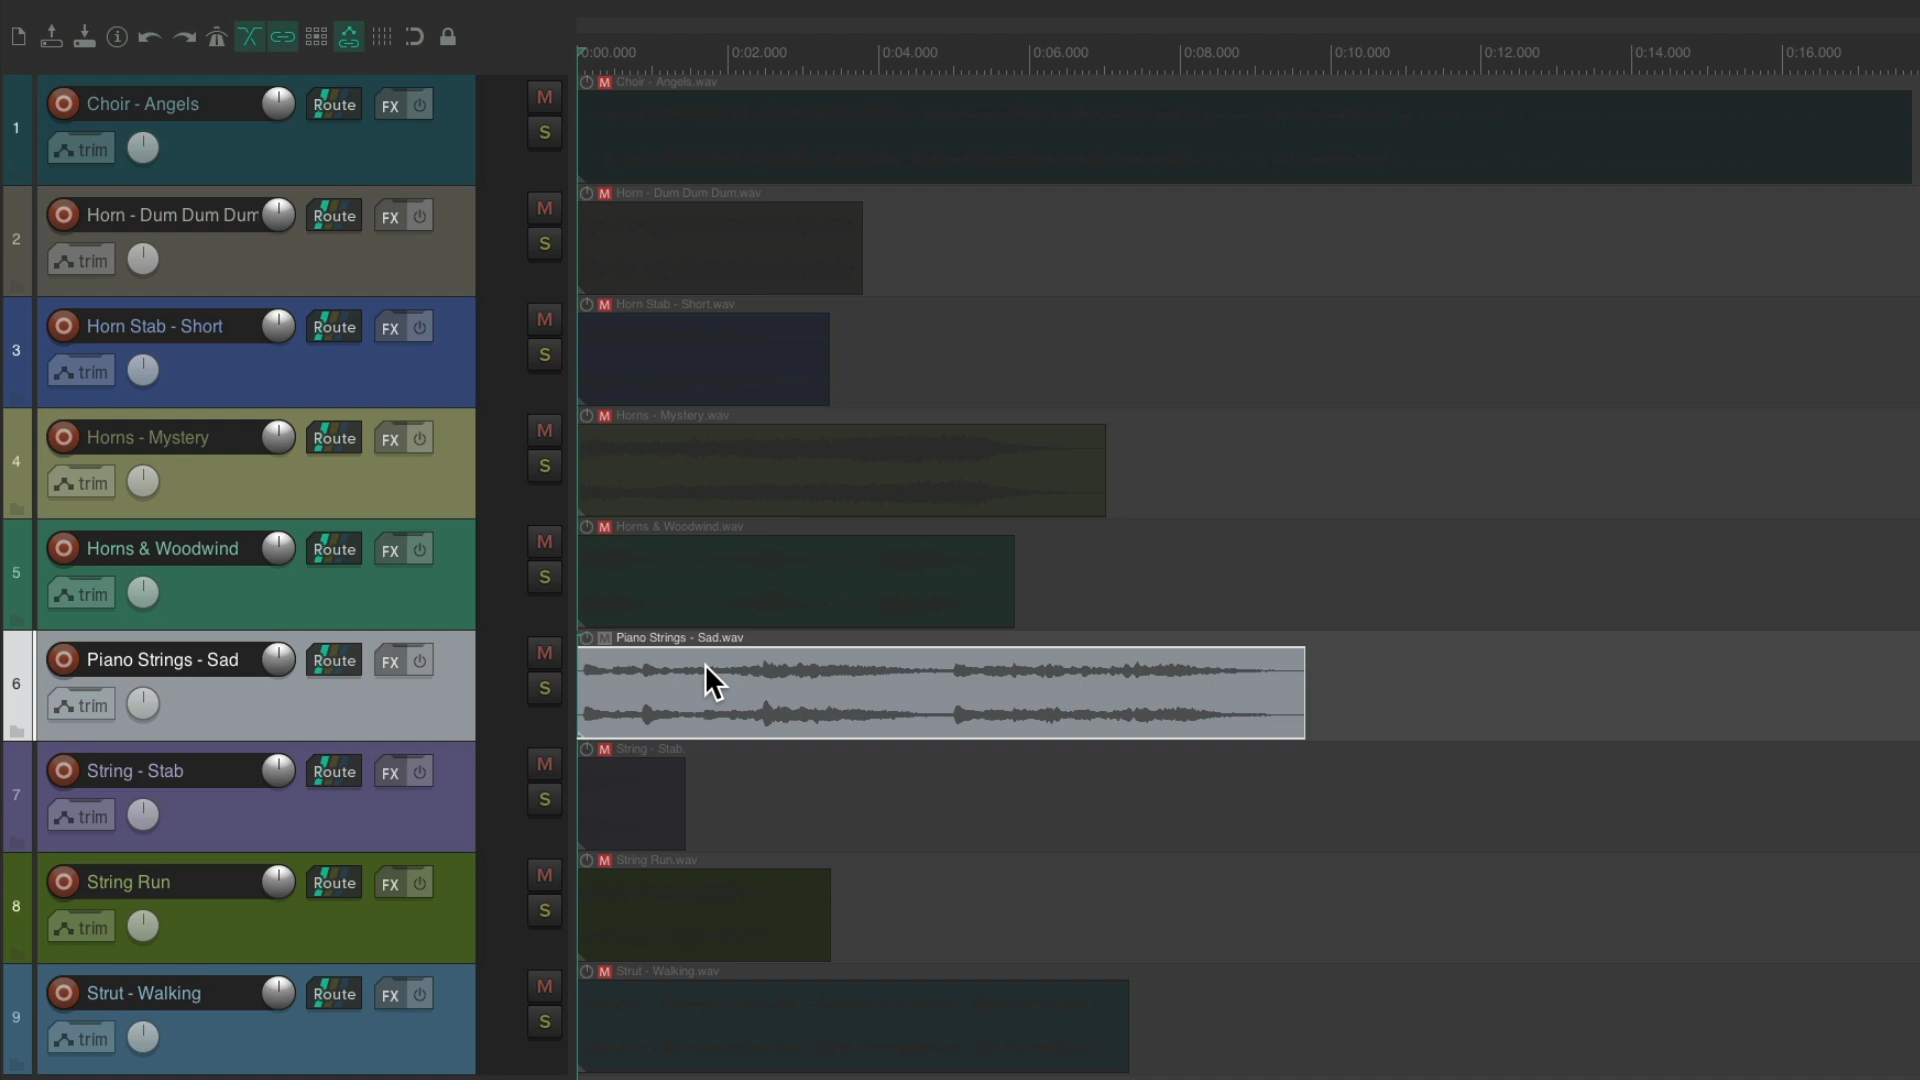 0:00.000 0:02.000 0:04.000 0:06.000 0:08.000 0:10.000 0:12.000 0:14.000 0:16.000
1 Choir - Angels Route FX M M Choir - Angels.wav
trim S
2 Horn - Dum Dum Dum Route FX M M Horn - Dum Dum Dum.wav
trim S
3 Horn Stab - Short Route FX M M Horn Stab - Short.wav
trim S
4 Horns - Mystery Route FX M M Horns - Mystery.wav
trim S
5 Horns & Woodwind Route FX M M Horns & Woodwind.wav
trim S
6 Piano Strings - Sad Route FX M M Piano Strings - Sad.wav
trim S
7 String - Stab Route FX M M String - Stab.
trim S
8 String Run Route FX M M String Run.wav
trim S
9 Strut - Walking Route FX M M Strut - Walking.wav
trim S